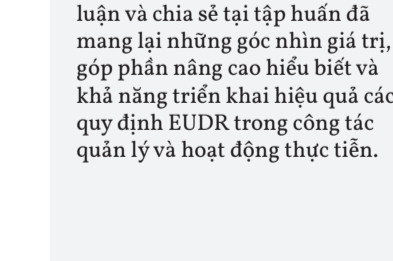 luận và chia sẻ tại tập huấn đã
mang lại những góc nhìn giá trị,
góp phần nâng cao hiểu biết và
khả năng triển khai hiệu quả các
quy định EUDR trong công tác
quản lý và hoạt động thực tiễn.